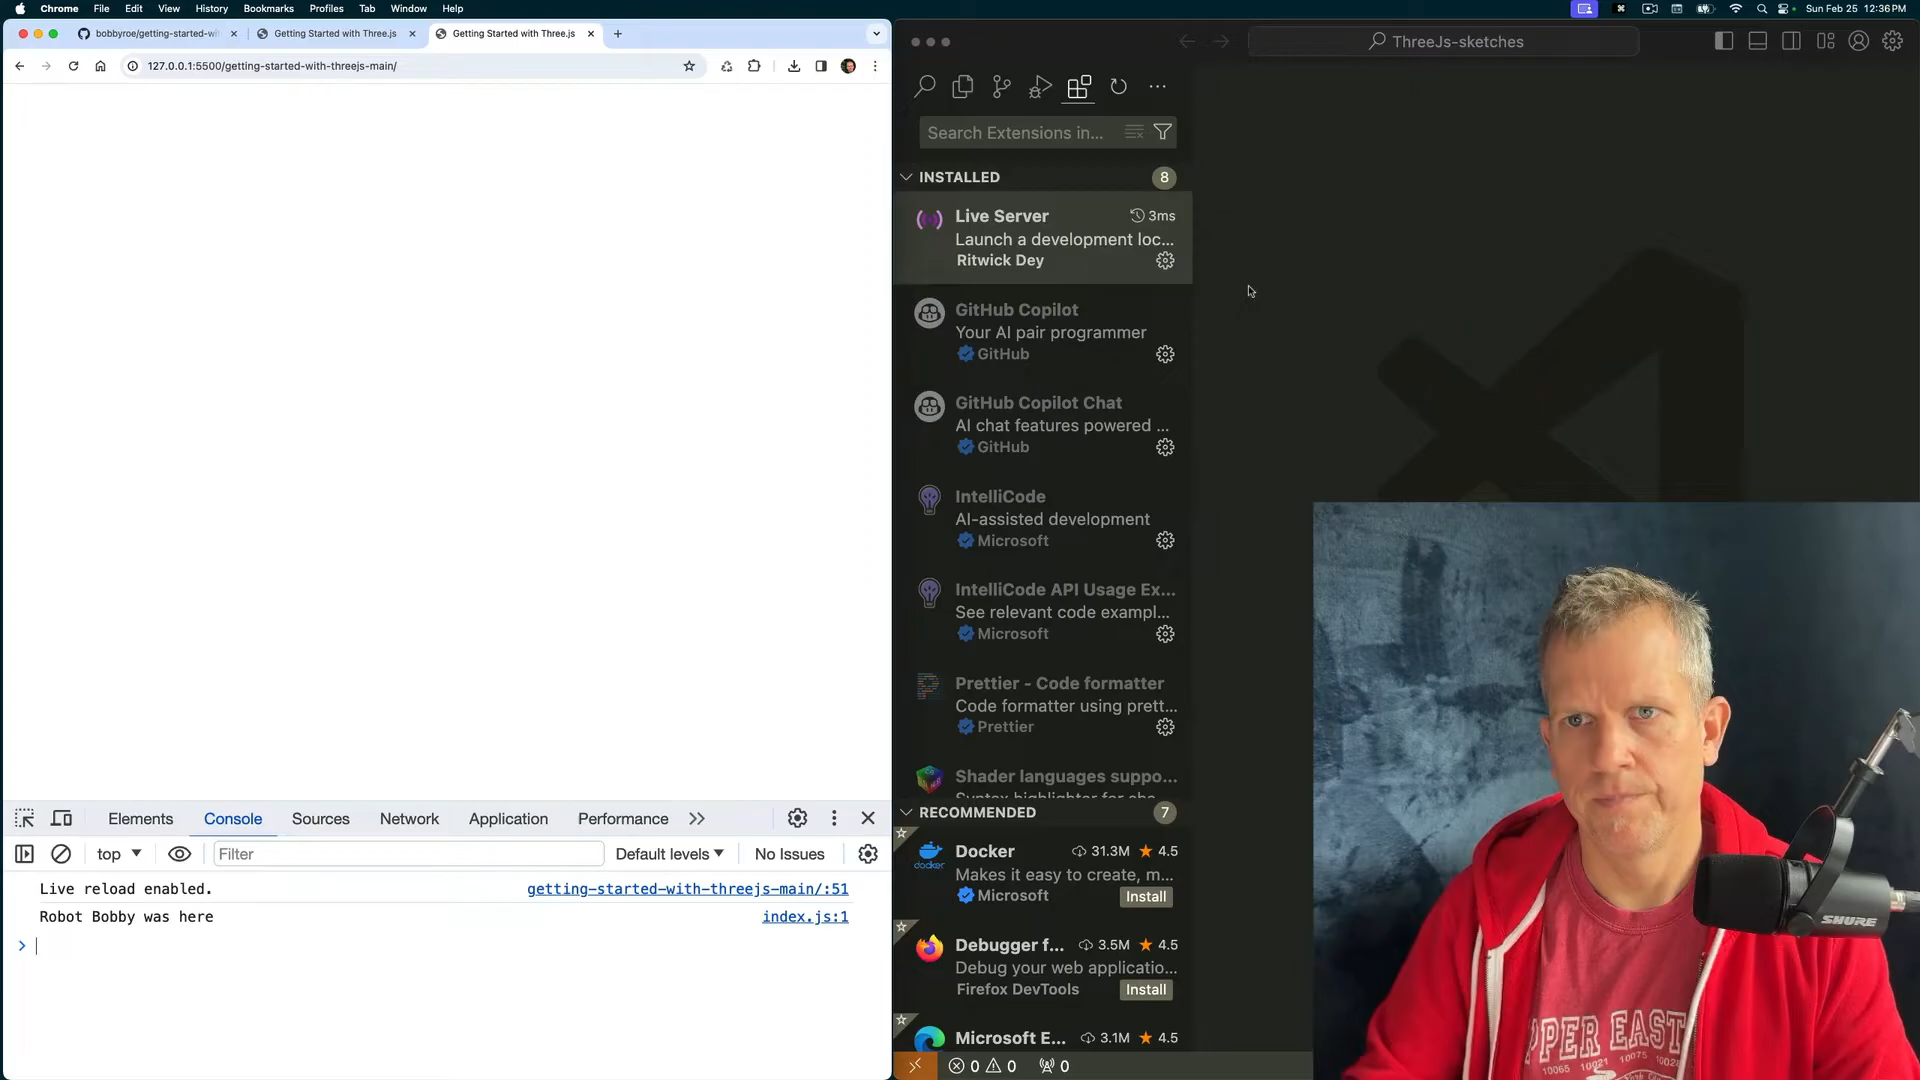 Chrome File Edit View History Bookmarks Profiles Tab Window Help
Sun Feb 25 12:36 PM
bobbyroe/getting-started-wi
Getting Started with Three.js
Getting Started with Three.js
127.0.0.1:5500/getting-started-with-threejs-main/
ThreeJs-sketches
Search Extensions in...
INSTALLED 8
Live Server 3ms
Launch a development loc...
Ritwick Dey
GitHub Copilot
Your AI pair programmer
GitHub
GitHub Copilot Chat
AI chat features powered ...
GitHub
IntelliCode
AI-assisted development
Microsoft
IntelliCode API Usage Ex...
See relevant code exampl...
Microsoft
Prettier - Code formatter
Code formatter using prett...
Prettier
Shader languages suppo...
RECOMMENDED 7
Docker 31.3M ★ 4.5
Makes it easy to create, m...
Microsoft Install
Debugger f... 3.5M ★ 4.5
Debug your web applicatio...
Firefox DevTools Install
Microsoft E... 3.1M ★ 4.5
0 0 0
Elements Console Sources Network Application Performance
top Filter Default levels No Issues
Live reload enabled. getting-started-with-threejs-main/:51
Robot Bobby was here index.js:1
SHURE
PPER EAST
10075
10065 10021